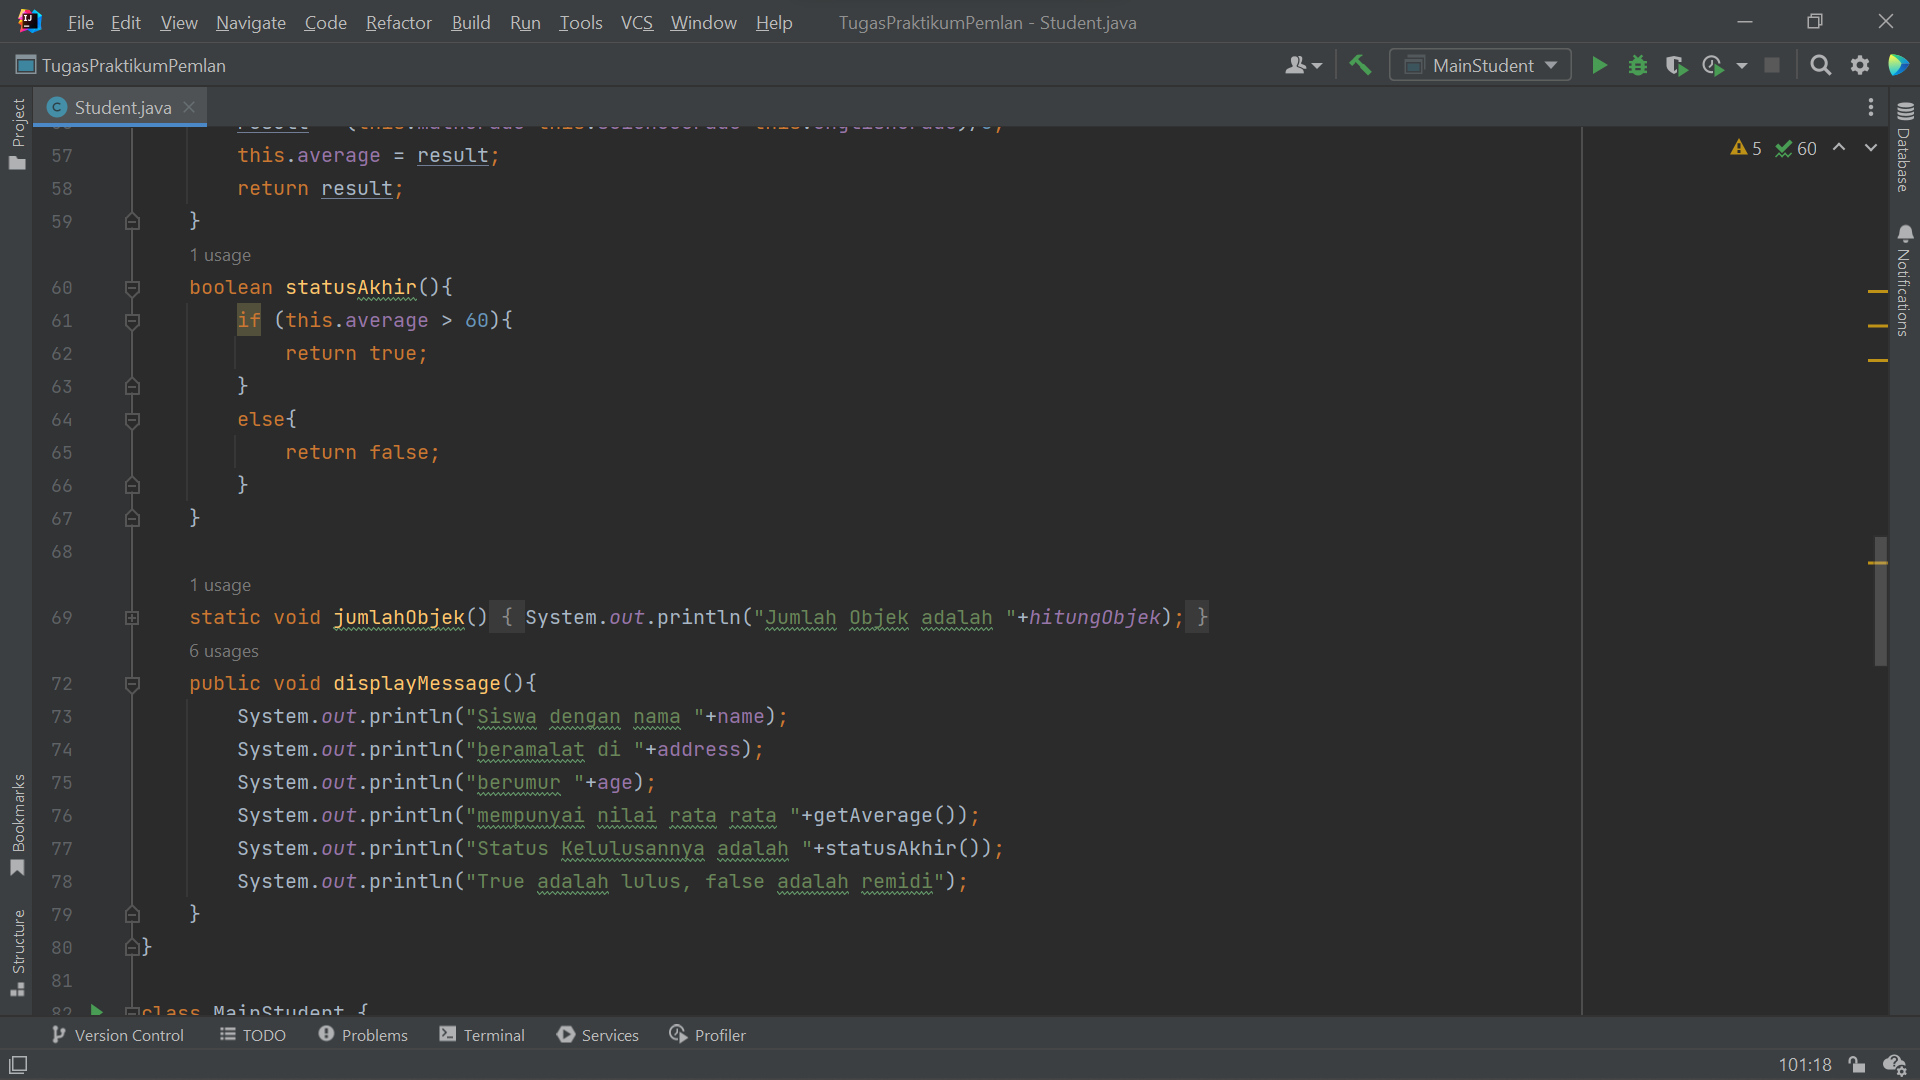 File Edit View Navigate Code Refactor Build Run Tools VCS Window Help TugasPraktikumPemlan - Student.java
TugasPraktikumPemlan MainStudent
Project
Student.java
5 60
57 this.average = result;
58 return result;
59 }
1 usage
60 boolean statusAkhir(){
61 if (this.average > 60){
62 return true;
63 }
64 else{
65 return false;
66 }
67 }
68
1 usage
69 static void jumlahObjek() { System.out.println("Jumlah Objek adalah "+hitungObjek); }
6 usages
72 public void displayMessage(){
73 System.out.println("Siswa dengan nama "+name);
74 System.out.println("beramalat di "+address);
75 System.out.println("berumur "+age);
76 System.out.println("mempunyai nilai rata rata "+getAverage());
77 System.out.println("Status Kelulusannya adalah "+statusAkhir());
78 System.out.println("True adalah lulus, false adalah remidi");
79 }
80 }
81
82 class MainStudent {
Database
Notifications
Bookmarks
Structure
Version Control TODO Problems Terminal Services Profiler
101:18